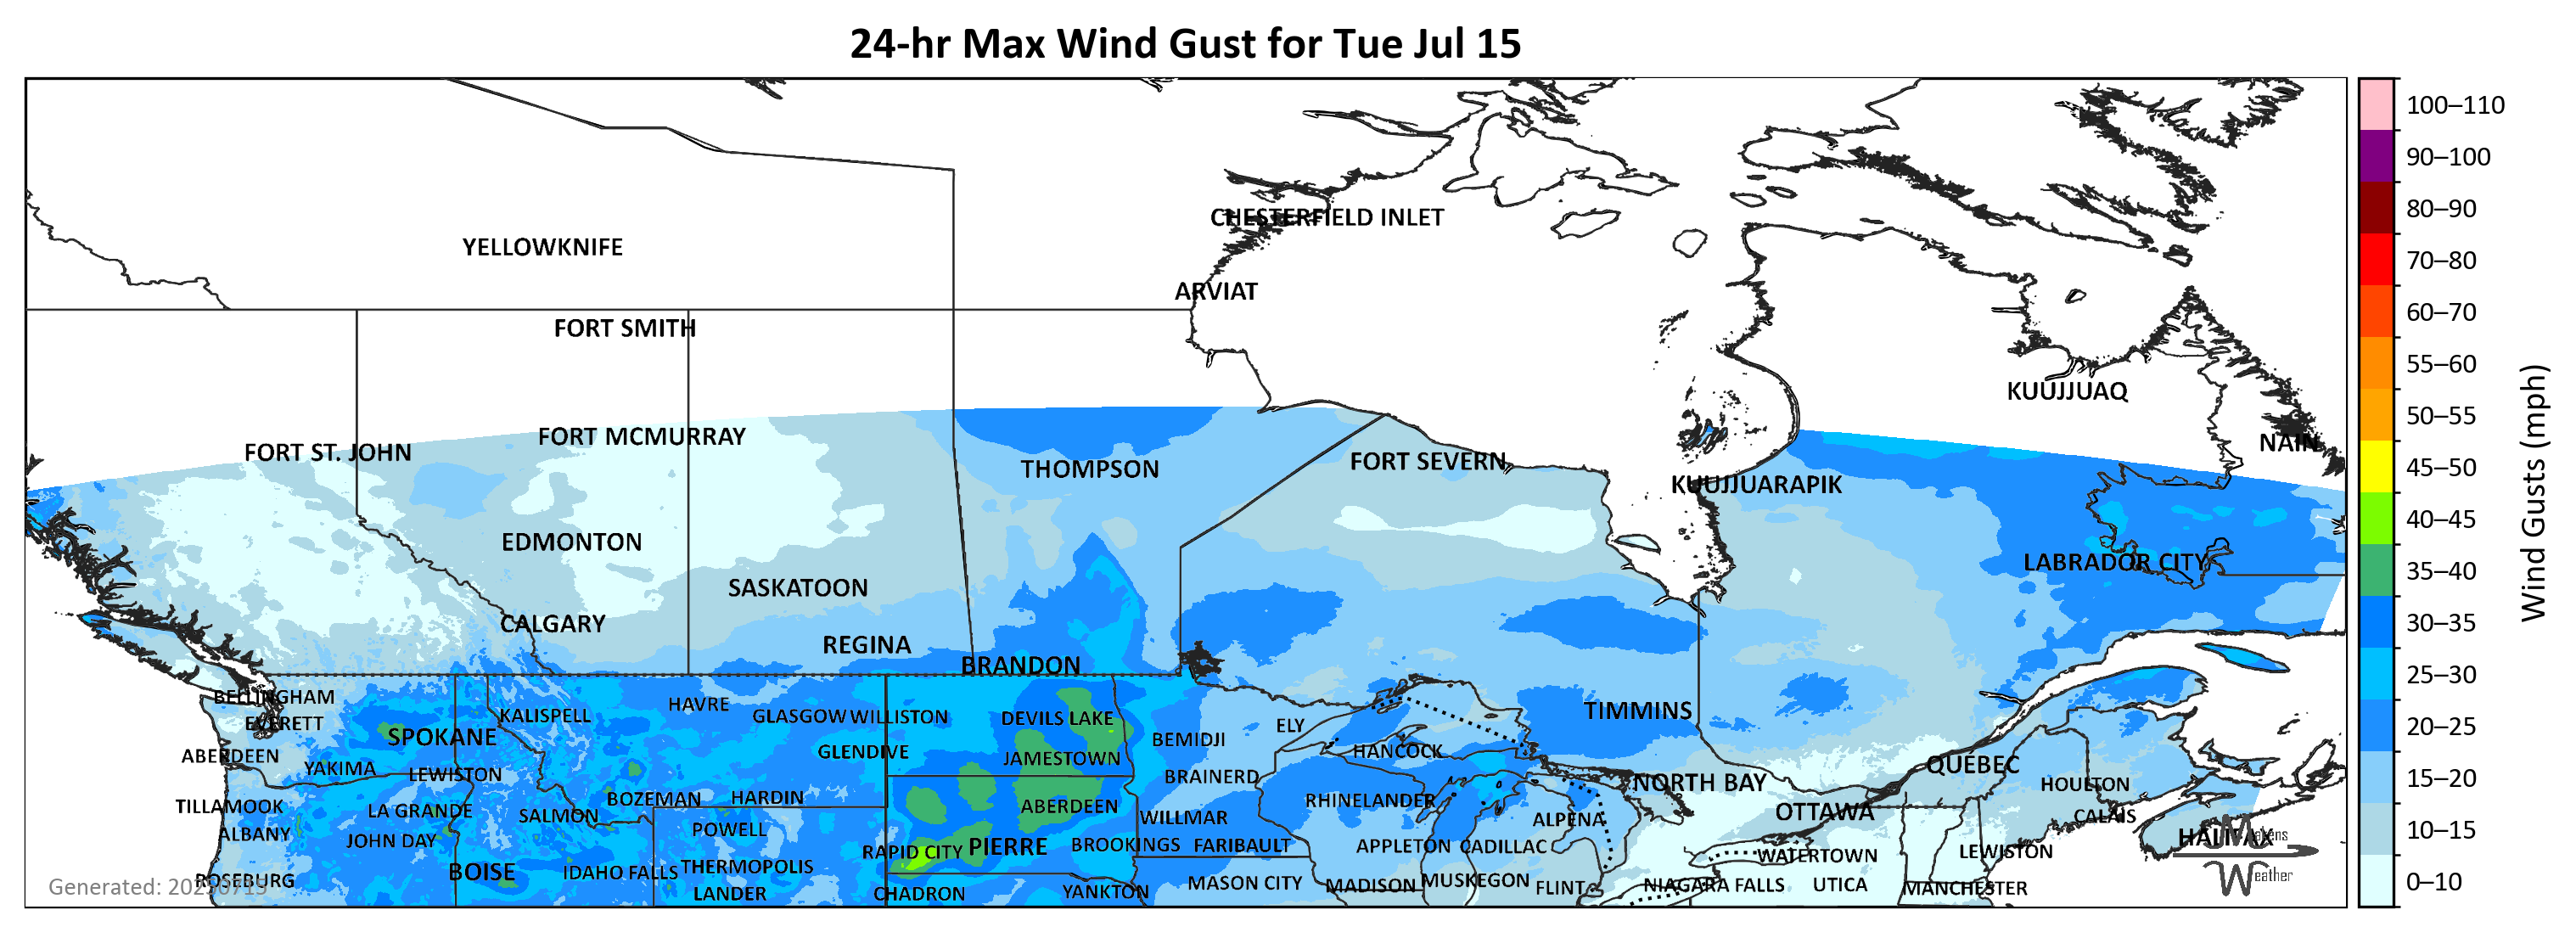 24-hr Max Wind Gust for Tue Jul 15
100–110
90–100
80–90
70–80
60–70
55–60
50–55
45–50
40–45
35–40
30–35
25–30
20–25
15–20
10–15
0–10
Wind Gusts (mph)
CHESTERFIELD INLET
YELLOWKNIFE
ARVIAT
FORT SMITH
KUUJJUAQ
FORT MCMURRAY
NAIN
FORT ST. JOHN
FORT SEVERN
THOMPSON
KUUJJUARAPIK
EDMONTON
LABRADOR CITY
SASKATOON
CALGARY
REGINA
BRANDON
BELLINGHAM
HAVRE
TIMMINS
KALISPELL
GLASGOW
WILLISTON
DEVILS LAKE
EVERETT
ELY
SPOKANE
BEMIDJI
HANCOCK
GLENDIVE
ABERDEEN
JAMESTOWN
QUÉBEC
YAKIMA
LEWISTON
BRAINERD
NORTH BAY
HOULTON
BOZEMAN
HARDIN
RHINELANDER
TILLAMOOK
ABERDEEN
LA GRANDE
OTTAWA
SALMON
CALAIS
WILLMAR
ALPENA
POWELL
ALBANY
HALIFAX
Makens
JOHN DAY
BROOKINGS
FARIBAULT
APPLETON
CADILLAC
PIERRE
RAPID CITY
LEWISTON
WATERTOWN
THERMOPOLIS
BOISE
IDAHO FALLS
Weather
ROSEBURG
MUSKEGON
MASON CITY
MADISON
NIAGARA FALLS
UTICA
Generated: 20250715
FLINT
MANCHESTER
YANKTON
CHADRON
LANDER